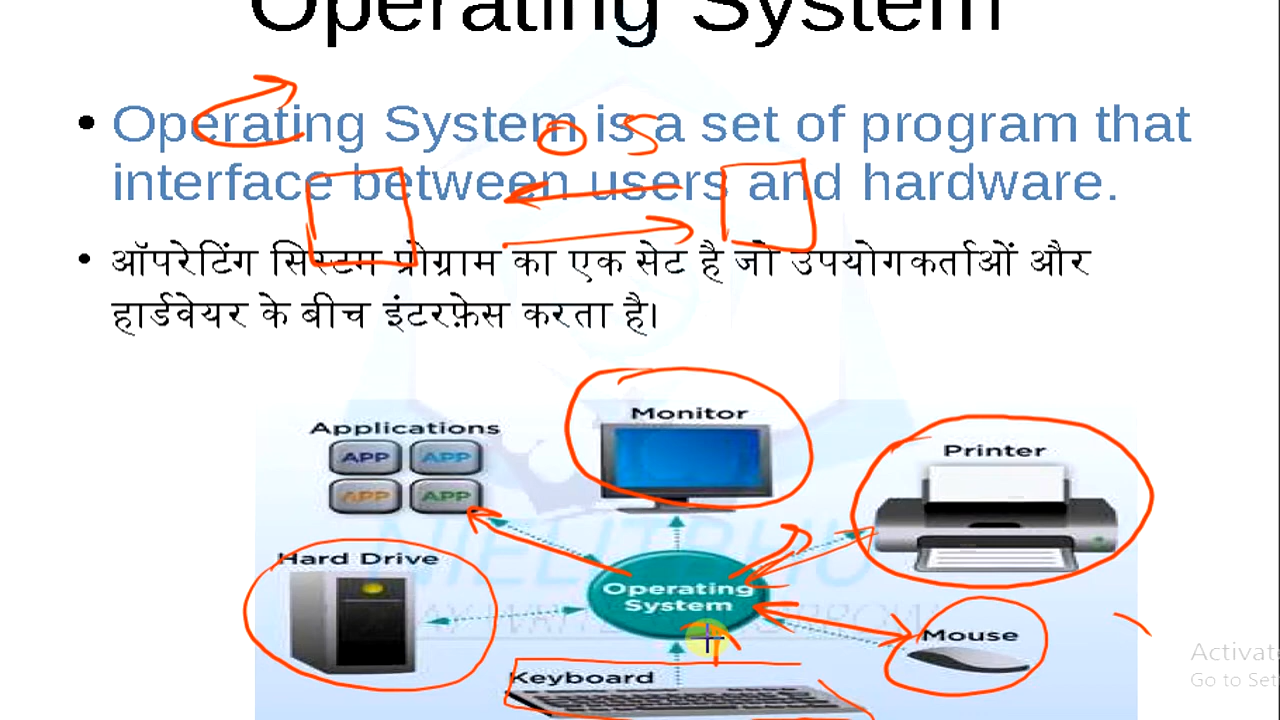 Operating System
• Operating System is a set of program that
interface between users and hardware.
OS
• ऑपरेटिंग सिस्टम प्रोग्राम का एक सेट है जो उपयोगकर्ताओं और
हार्डवेयर के बीच इंटरफ़ेस करता है।
Monitor
Applications
APP APP
APP APP
Printer
Hard Drive
Operating
System
Mouse
Keyboard
Activat
Go to Set